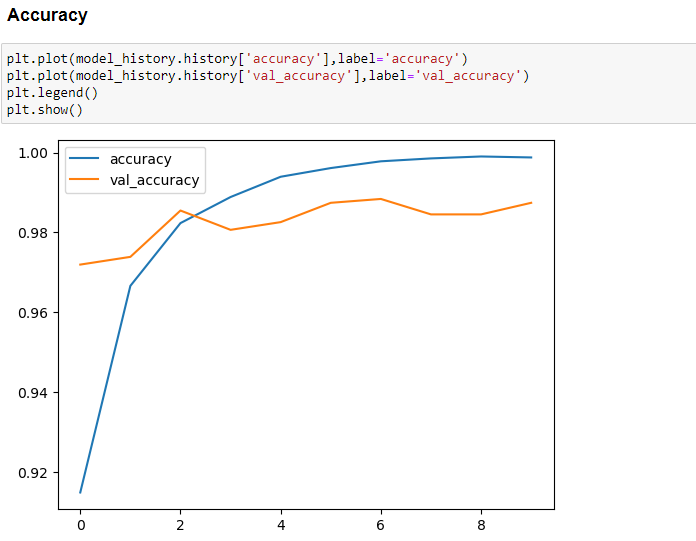 Accuracy
plt.plot(model_history.history['accuracy'],label='accuracy')
plt.plot(model_history.history['val_accuracy'],label='val_accuracy')
plt.legend()
plt.show()
1.00
accuracy
val_accuracy
0.98
0.96
0.94
0.92
0 2 4 6 8